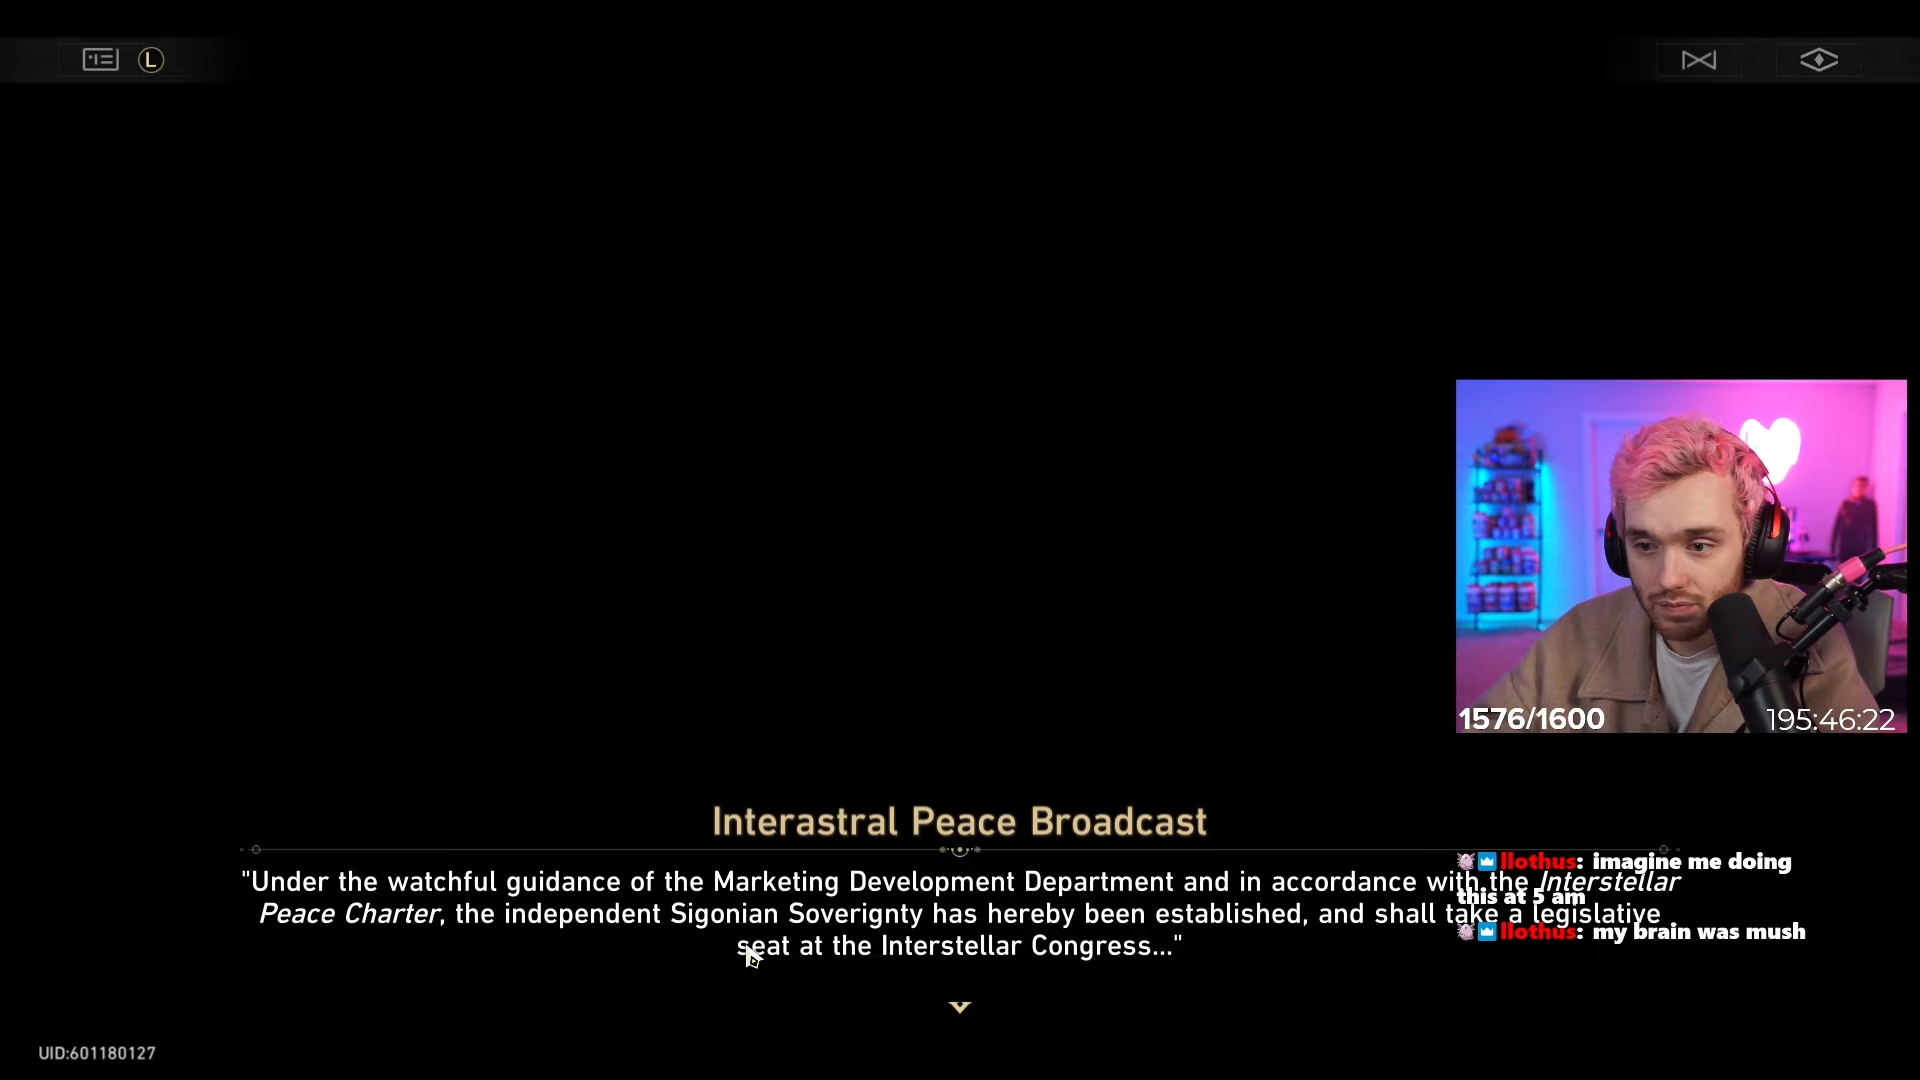 L
1576/1600
195:46:22
Interastral Peace Broadcast
"Under the watchful guidance of the Marketing Development Department and in accordance with the Interstellar
Peace Charter, the independent Sigonian Soverignty has hereby been established, and shall take a legislative
seat at the Interstellar Congress..."
llothus: imagine me doing
this at 5 am
llothus: my brain was mush
UID:601180127